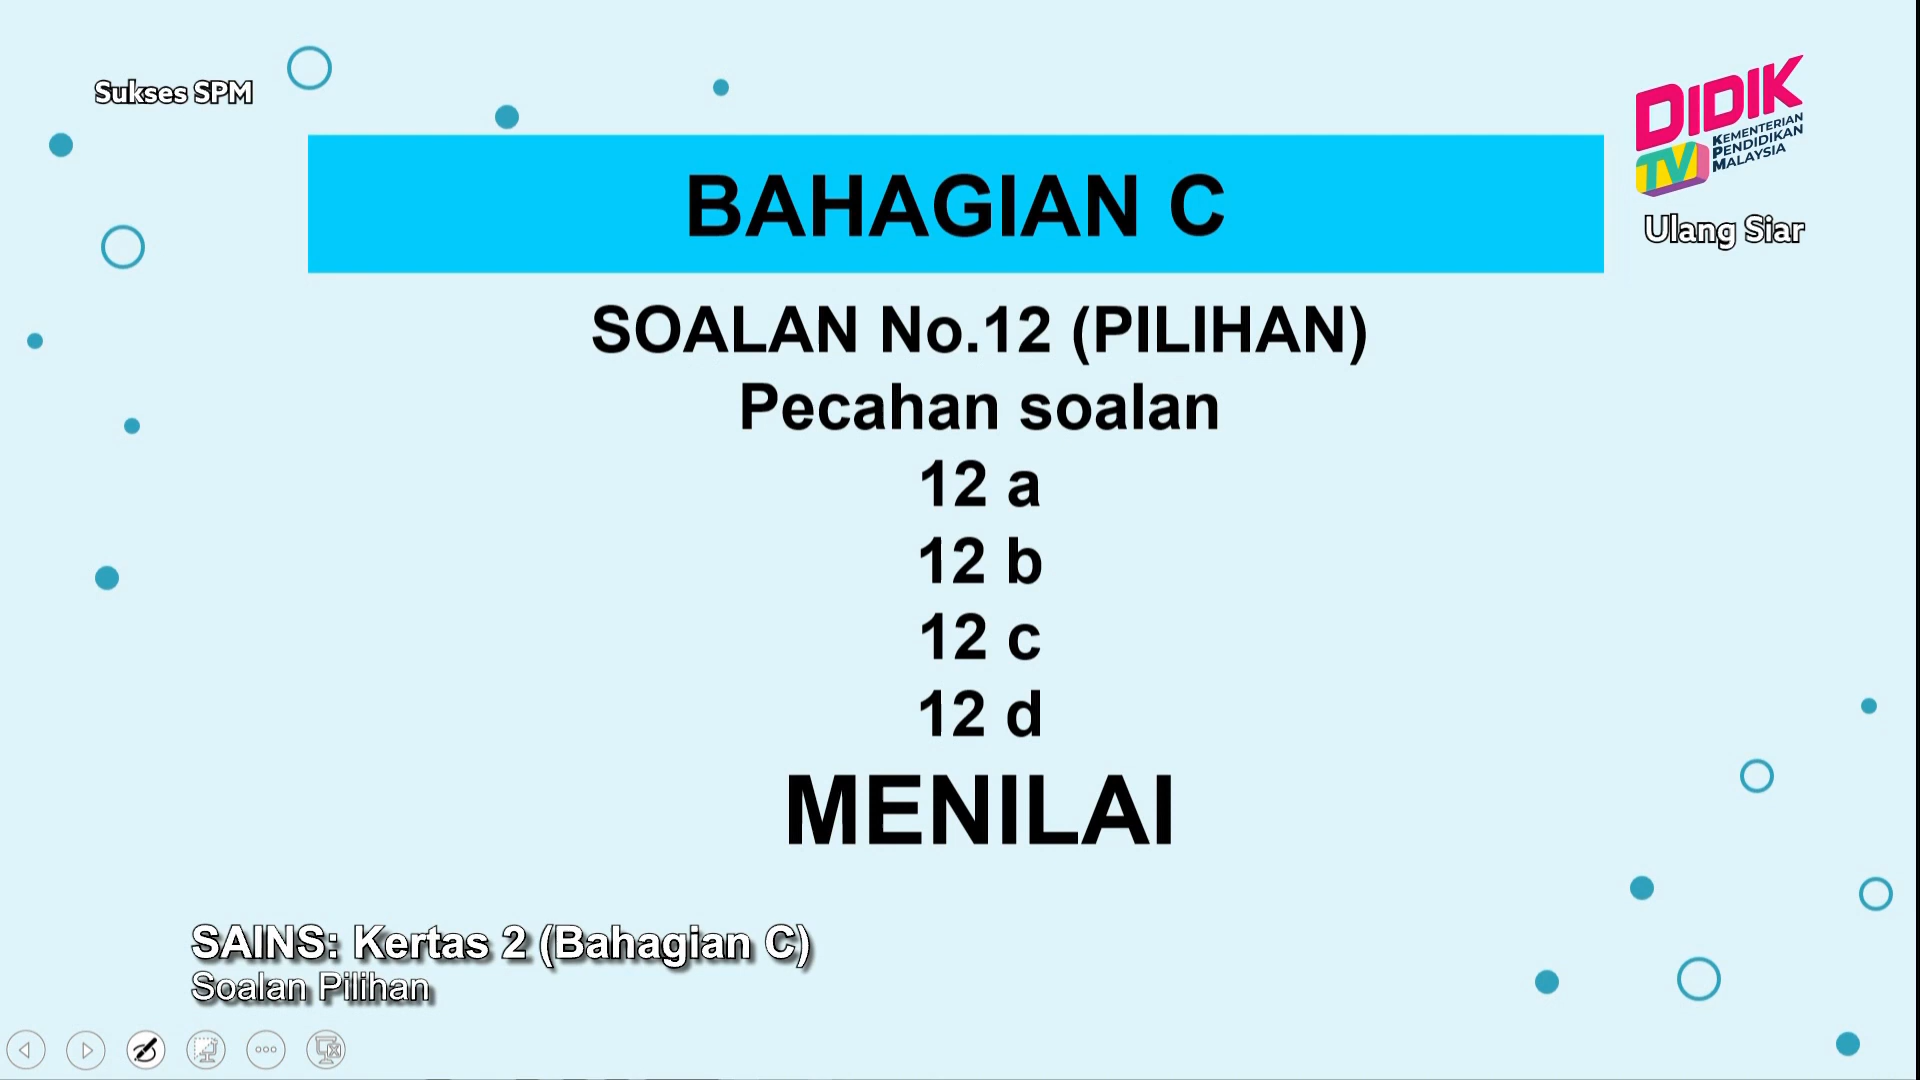 Sukses SPM
DIDIK
TV
KEMENTERIAN
PENDIDIKAN
MALAYSIA
Ulang Siar
BAHAGIAN C
SOALAN No.12 (PILIHAN)
Pecahan soalan
12 a
12 b
12 c
12 d
MENILAI
SAINS: Kertas 2 (Bahagian C)
Soalan Pilihan